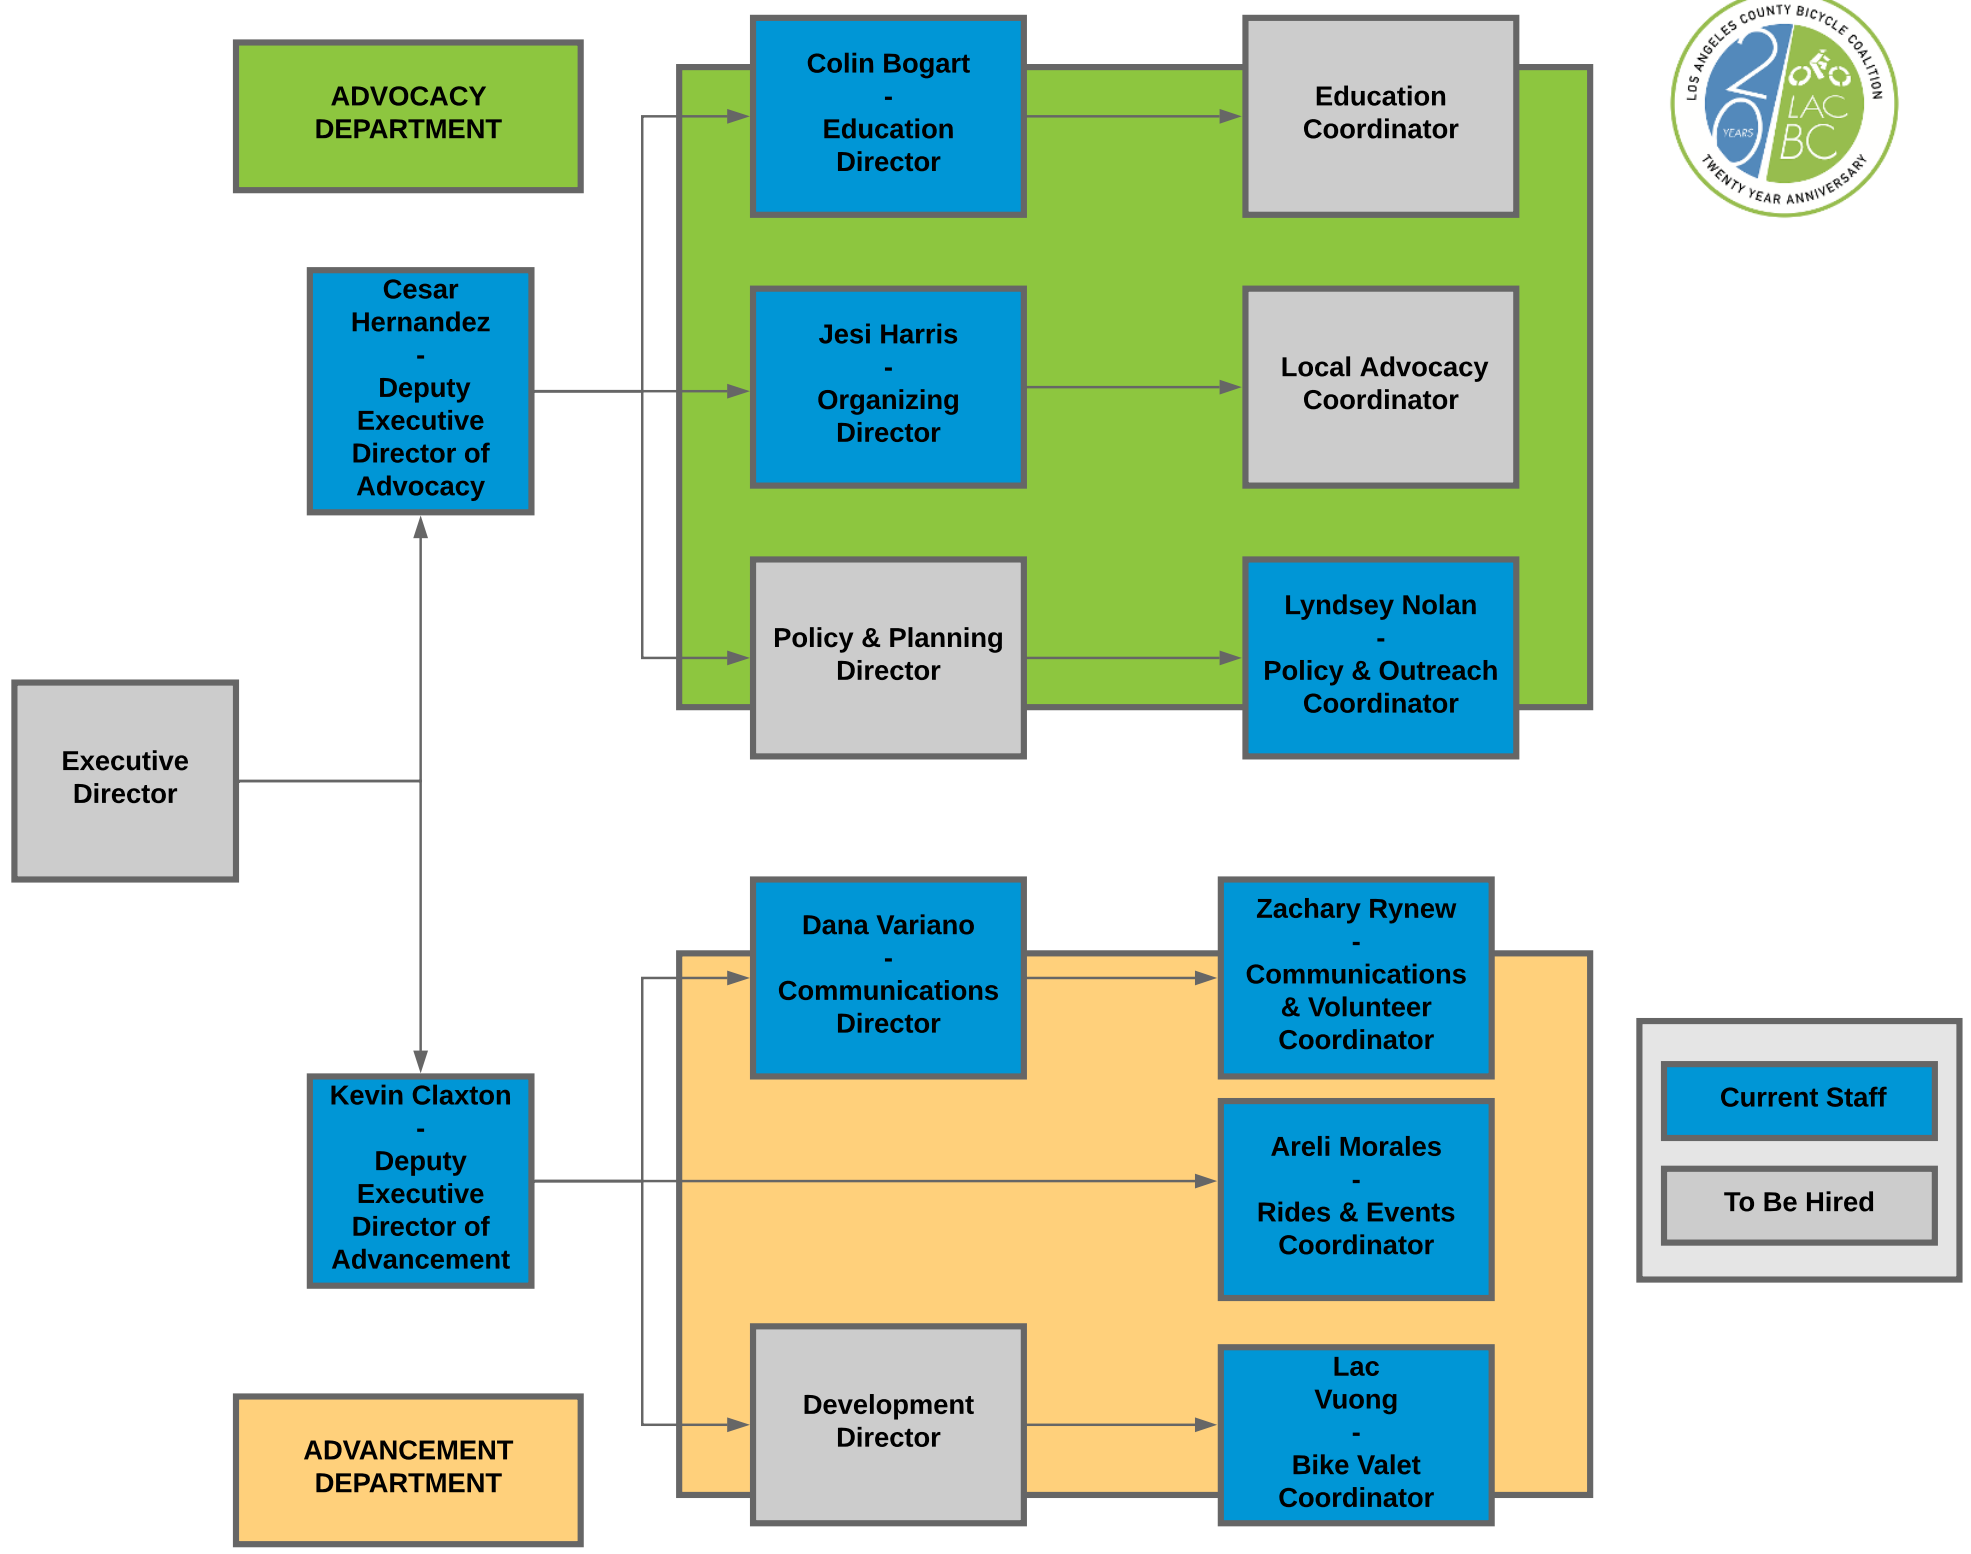 ADVOCACY
DEPARTMENT
Colin Bogart
-
Education
Director
Education
Coordinator
LOS ANGELES COUNTY BICYCLE COALITION
20
YEARS
LAC
BC
TWENTY YEAR ANNIVERSARY
Cesar
Hernandez
-
Deputy
Executive
Director of
Advocacy
Jesi Harris
-
Organizing
Director
Local Advocacy
Coordinator
Policy & Planning
Director
Lyndsey Nolan
-
Policy & Outreach
Coordinator
Executive
Director
Dana Variano
-
Communications
Director
Zachary Rynew
-
Communications
& Volunteer
Coordinator
Kevin Claxton
-
Deputy
Executive
Director of
Advancement
Areli Morales
-
Rides & Events
Coordinator
Current Staff
To Be Hired
Development
Director
Lac
Vuong
-
Bike Valet
Coordinator
ADVANCEMENT
DEPARTMENT